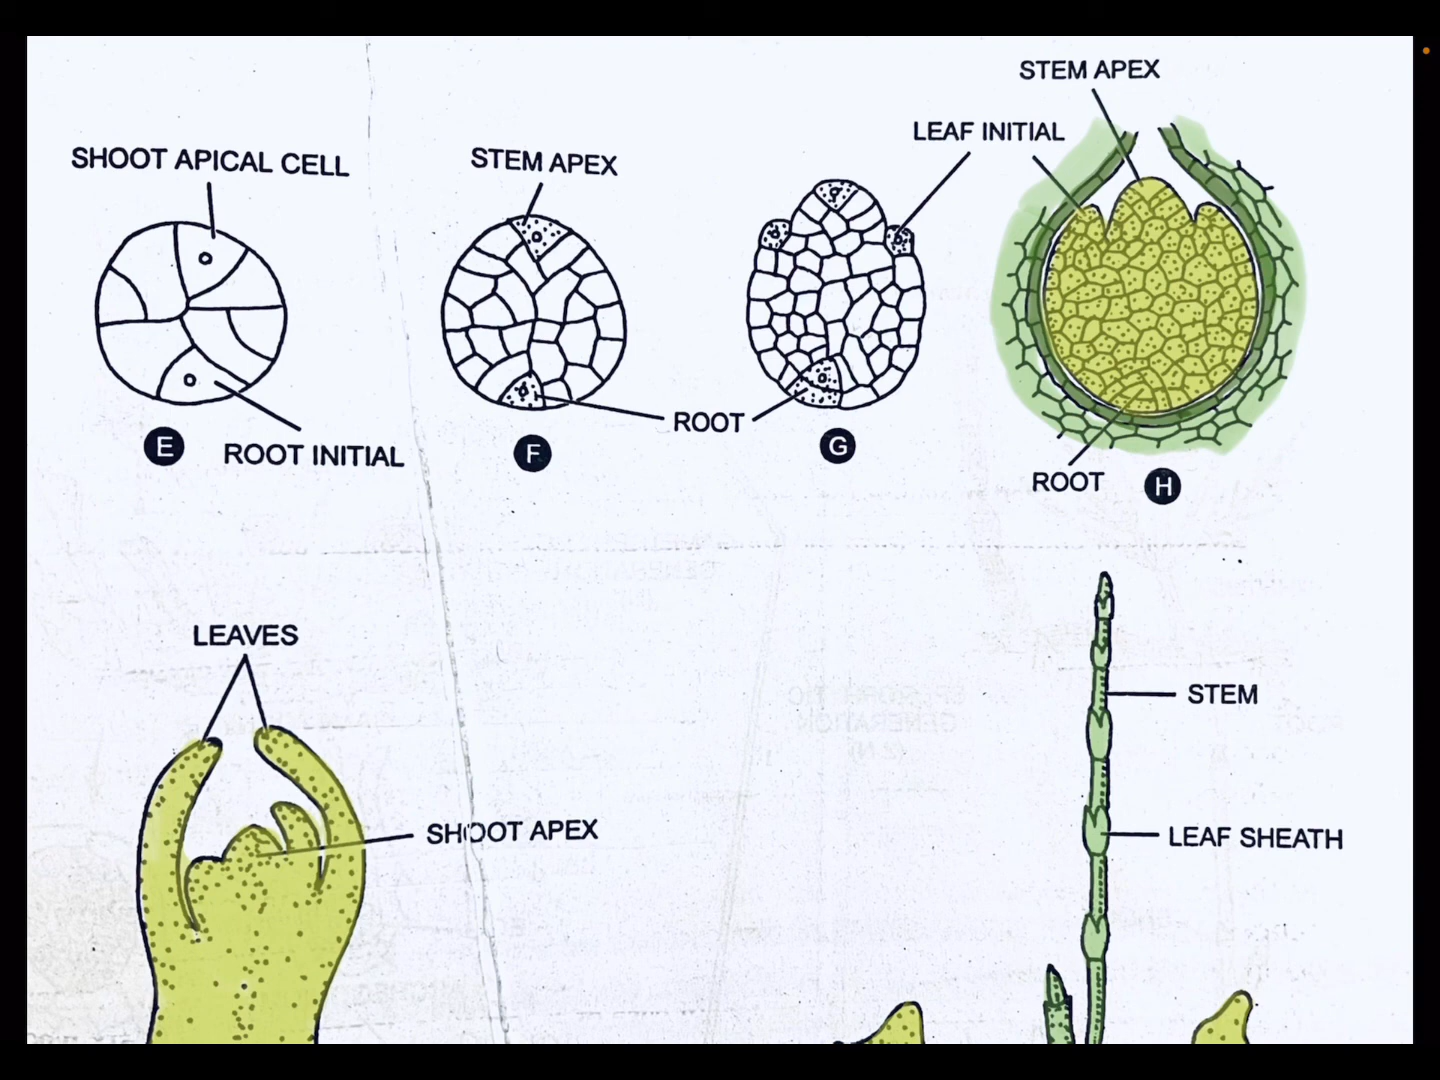 STEM APEX
LEAF INITIAL
SHOOT APICAL CELL
STEM APEX
ROOT
E
ROOT INITIAL
F
G
ROOT
H
LEAVES
STEM
SHOOT APEX
LEAF SHEATH